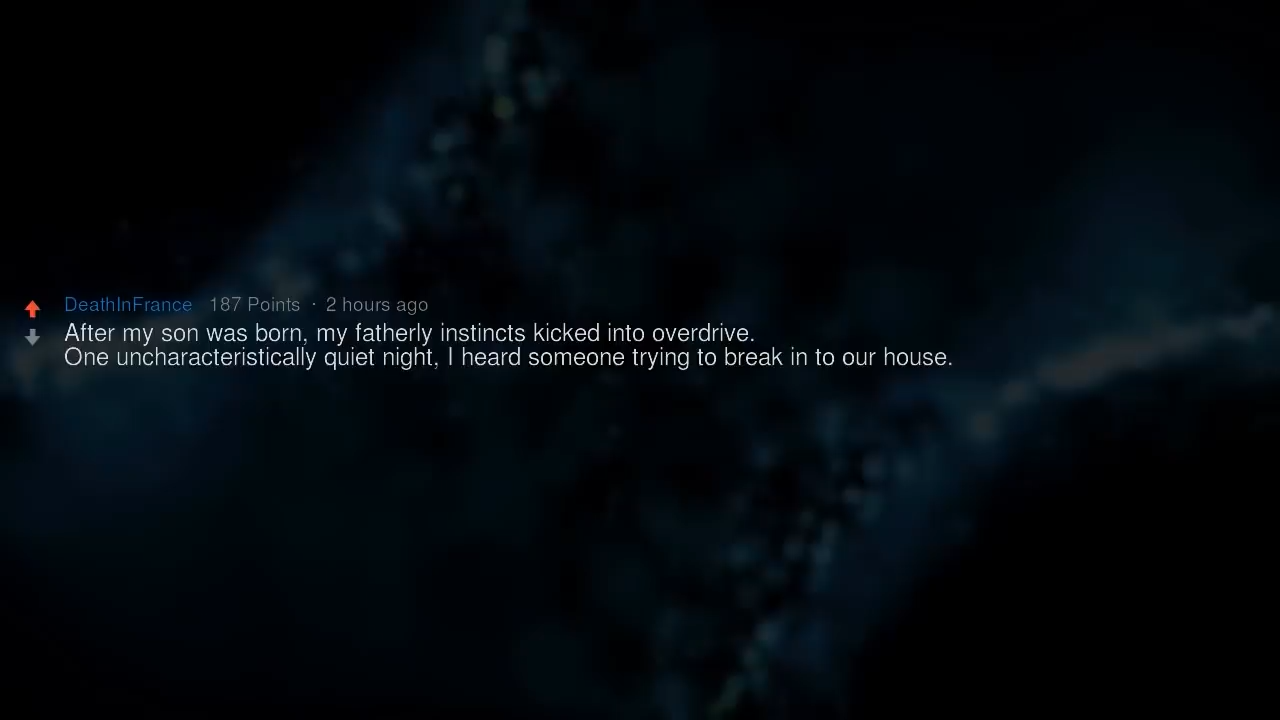 DeathInFrance 187 Points · 2 hours ago
After my son was born, my fatherly instincts kicked into overdrive.
One uncharacteristically quiet night, I heard someone trying to break in to our house.